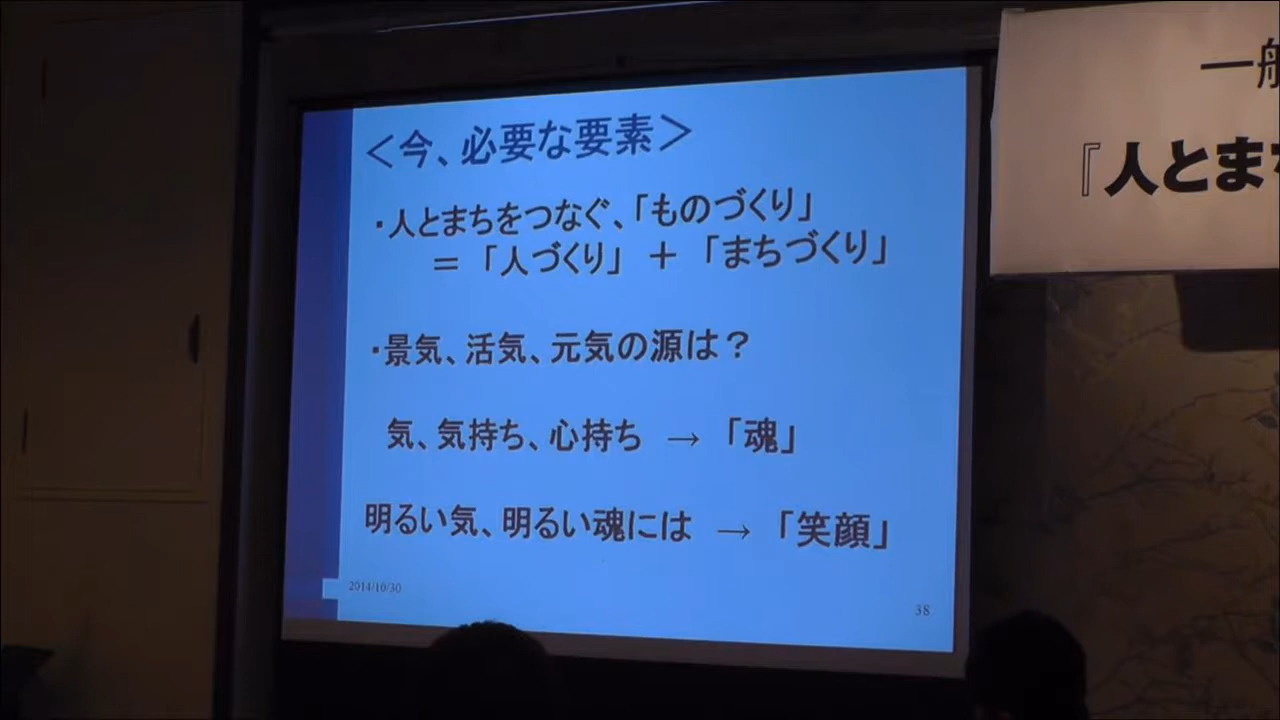 ＜今、必要な要素＞
・人とまちをつなぐ、「ものづくり」
＝「人づくり」＋「まちづくり」
・景気、活気、元気の源は？
気、気持ち、心持ち → 「魂」
明るい気、明るい魂には → 「笑顔」
2014/10/30
38
一般
『人とまち